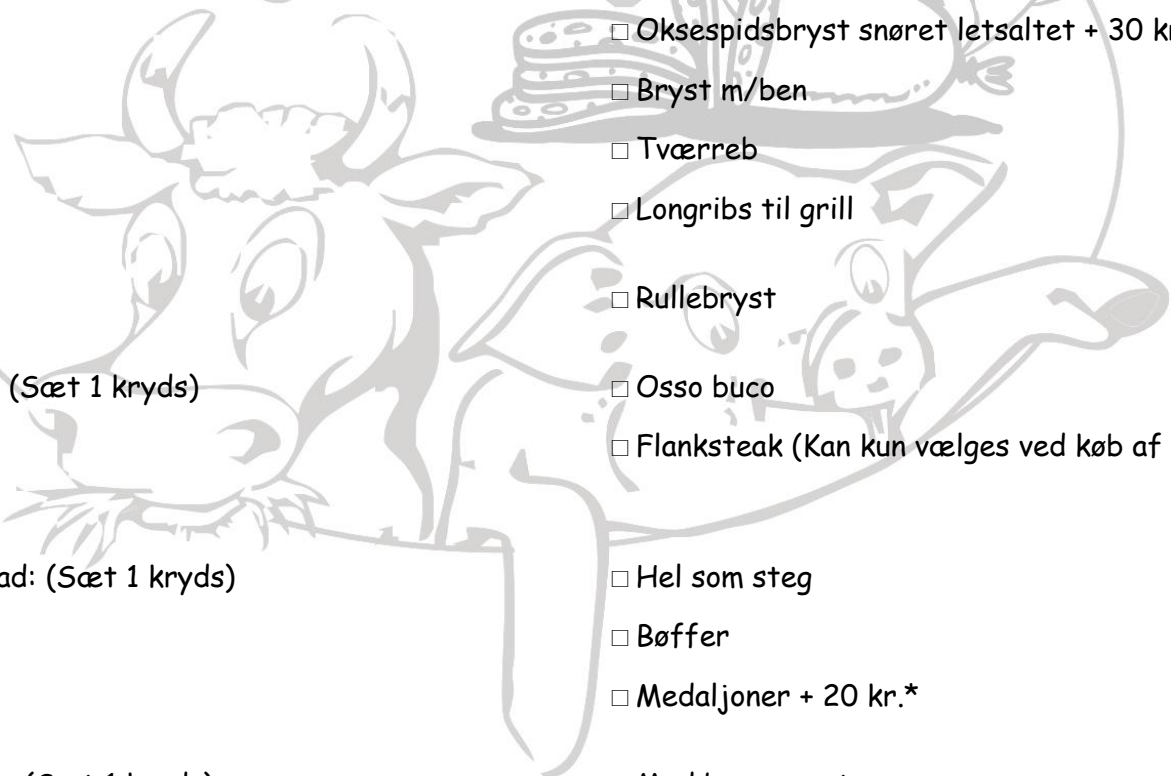 □ Oksespidsbryst snøret letsaltet + 30 k
□ Bryst m/ben
□ Tværreb
□ Longribs til grill
□ Rullebryst
(Sæt 1 kryds) □ Osso buco
□ Flanksteak (Kan kun vælges ved køb af
ad: (Sæt 1 kryds) □ Hel som steg
□ Bøffer
□ Medaljoner + 20 kr.*